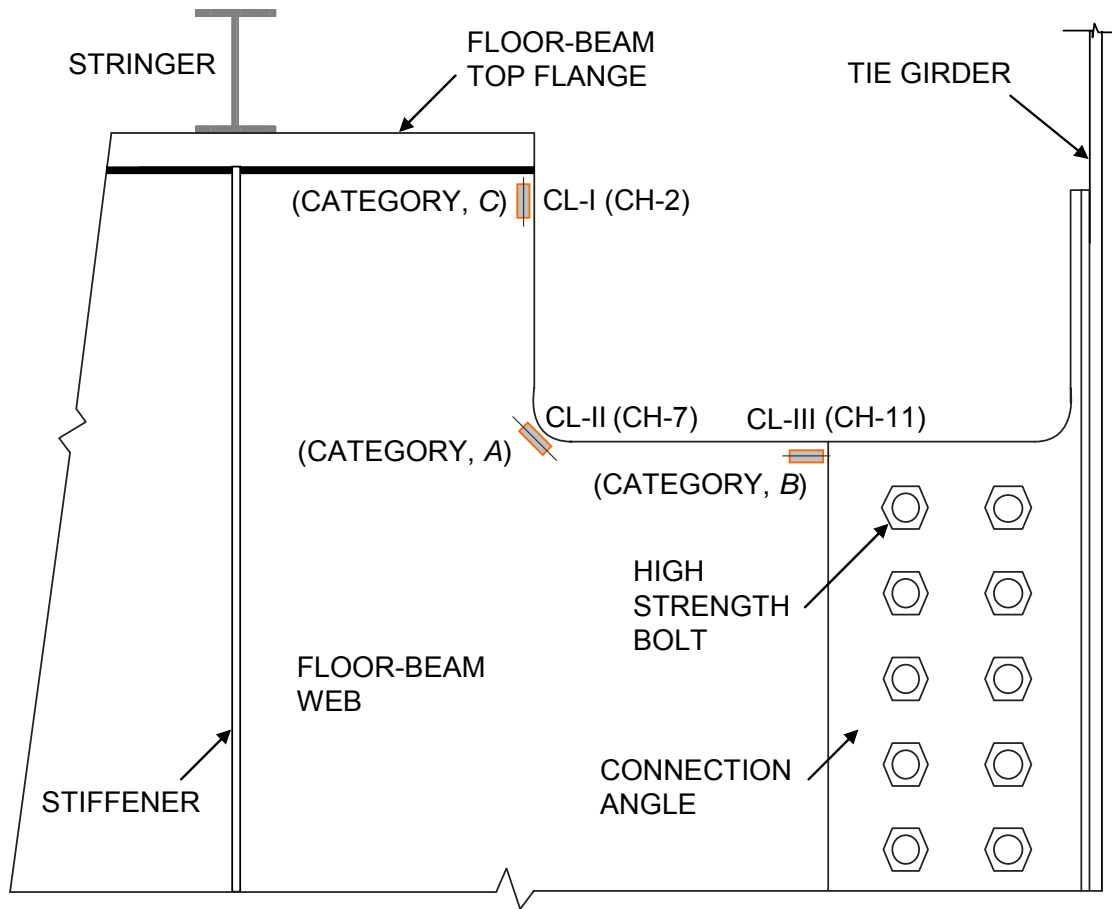 FLOOR-BEAM
TOP FLANGE
STRINGER
TIE GIRDER
(CATEGORY, C) CL-I (CH-2)
CL-II (CH-7)
CL-III (CH-11)
(CATEGORY, A)
(CATEGORY, B)
HIGH
STRENGTH
BOLT
FLOOR-BEAM
WEB
CONNECTION
ANGLE
STIFFENER